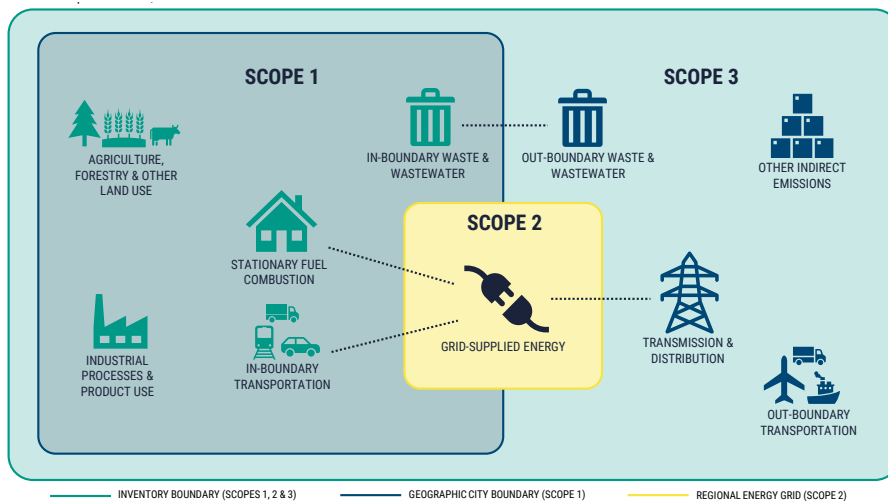 SCOPE 1
SCOPE 3
AGRICULTURE,
FORESTRY & OTHER
LAND USE
IN-BOUNDARY WASTE &
WASTEWATER
OUT-BOUNDARY WASTE &
WASTEWATER
OTHER INDIRECT
EMISSIONS
SCOPE 2
STATIONARY FUEL
COMBUSTION
GRID-SUPPLIED ENERGY
TRANSMISSION &
DISTRIBUTION
INDUSTRIAL
PROCESSES &
PRODUCT USE
IN-BOUNDARY
TRANSPORTATION
OUT-BOUNDARY
TRANSPORTATION
INVENTORY BOUNDARY (SCOPES 1, 2 & 3)
GEOGRAPHIC CITY BOUNDARY (SCOPE 1)
REGIONAL ENERGY GRID (SCOPE 2)